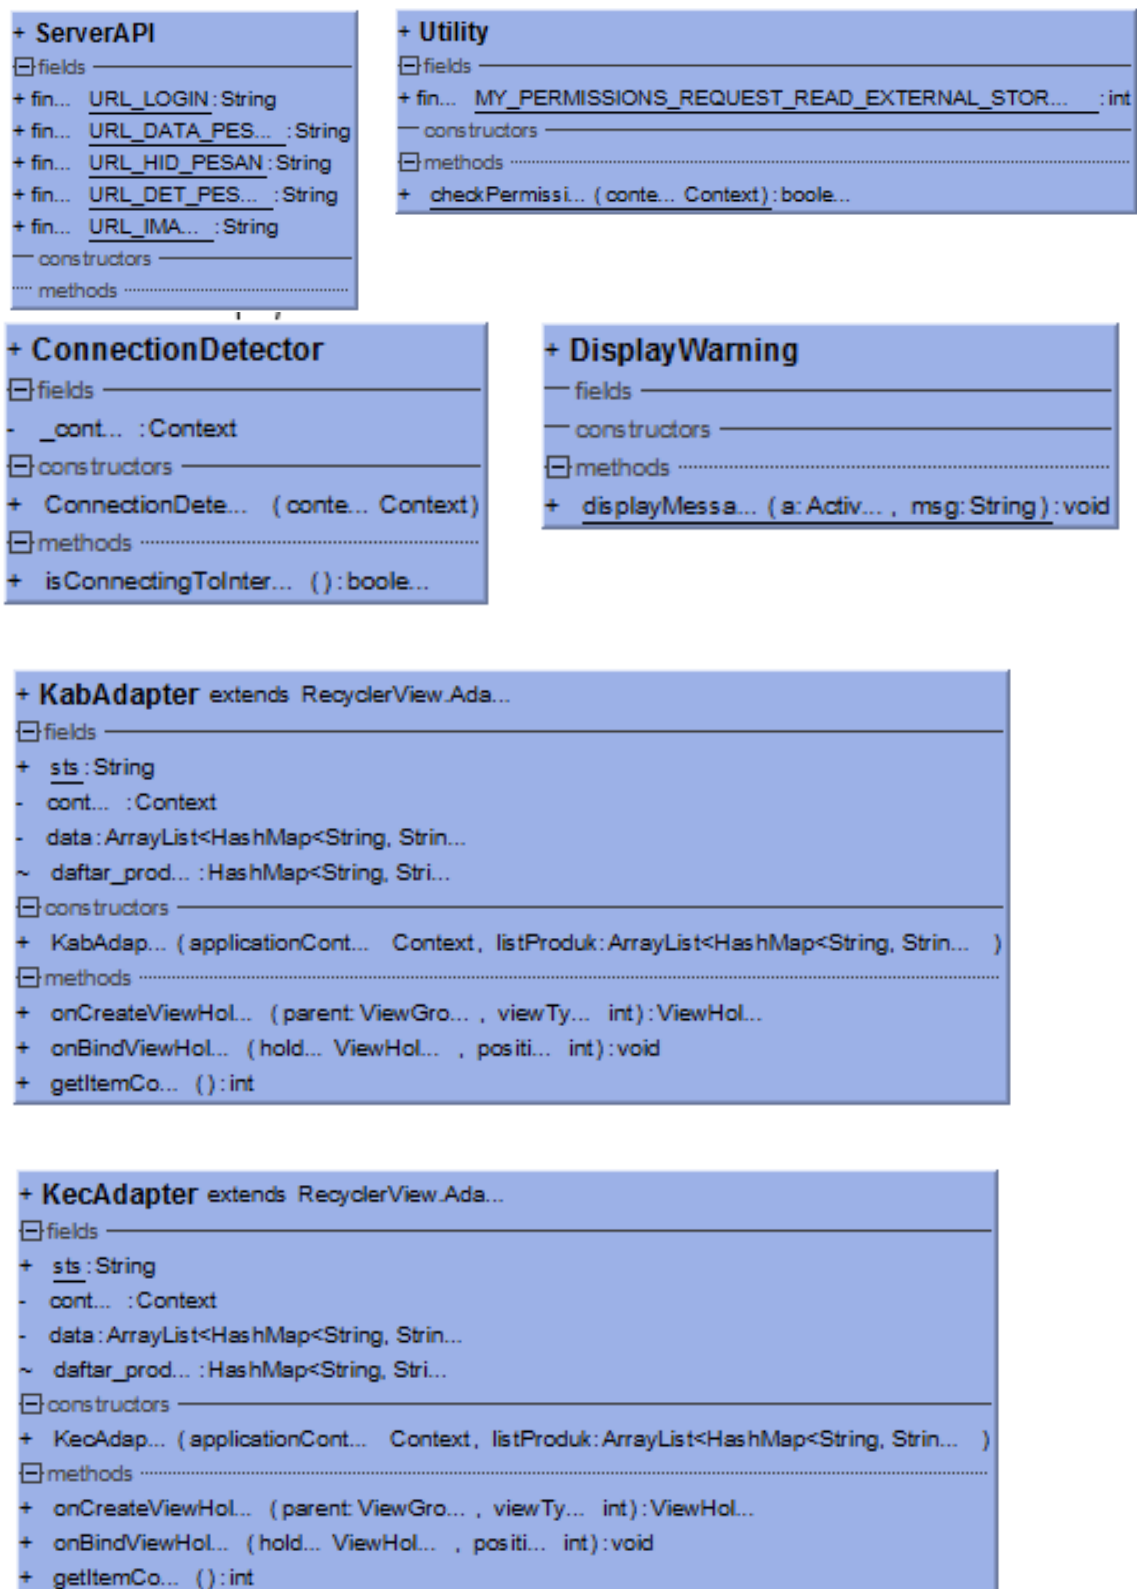 + ServerAPI
fields
+ fin... URL_LOGIN : String
+ fin... URL_DATA_PES... : String
+ fin... URL_HID_PESAN : String
+ fin... URL_DET_PES... : String
+ fin... URL_IMA... : String
constructors
methods
+ Utility
fields
+ fin... MY_PERMISSIONS_REQUEST_READ_EXTERNAL_STOR... : int
constructors
methods
+ checkPermissi... ( conte... Context) : boole...
+ ConnectionDetector
fields
- _cont... : Context
constructors
+ ConnectionDete... ( conte... Context)
methods
+ isConnectingToInter... () : boole...
+ DisplayWarning
fields
constructors
methods
+ displayMessa... ( a: Activ... , msg: String ) : void
+ KabAdapter extends RecyclerView.Ada...
fields
+ sts : String
- cont... : Context
- data : ArrayList<HashMap<String, Strin...
~ daftar_prod... : HashMap<String, Stri...
constructors
+ KabAdap... ( applicationCont... Context, listProduk: ArrayList<HashMap<String, Strin... )
methods
+ onCreateViewHol... ( parent: ViewGro... , viewTy... int) : ViewHol...
+ onBindViewHol... ( hold... ViewHol... , positi... int) : void
+ getItemCo... () : int
+ KecAdapter extends RecyclerView.Ada...
fields
+ sts : String
- cont... : Context
- data : ArrayList<HashMap<String, Strin...
~ daftar_prod... : HashMap<String, Stri...
constructors
+ KecAdap... ( applicationCont... Context, listProduk: ArrayList<HashMap<String, Strin... )
methods
+ onCreateViewHol... ( parent: ViewGro... , viewTy... int) : ViewHol...
+ onBindViewHol... ( hold... ViewHol... , positi... int) : void
+ getItemCo... () : int